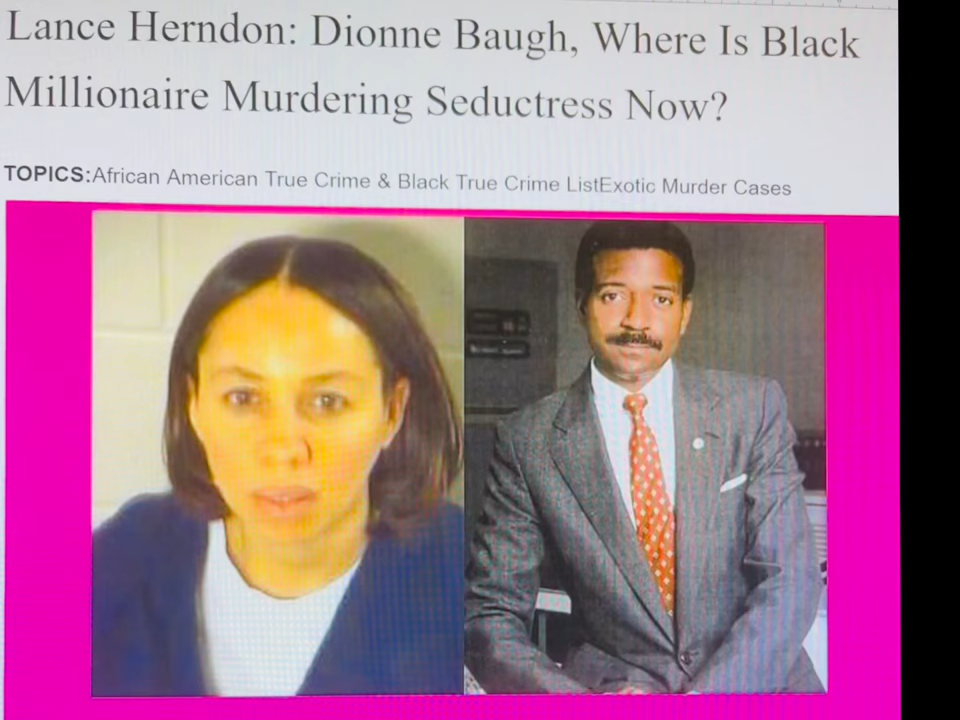 Lance Herndon: Dionne Baugh, Where Is Black
Millionaire Murdering Seductress Now?
TOPICS:African American True Crime & Black True Crime ListExotic Murder Cases